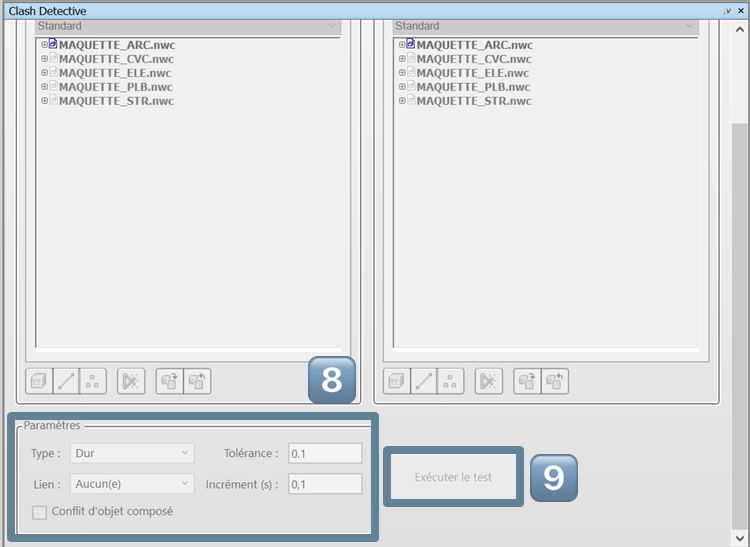 Clash Detective
Standard
MAQUETTE_ARC.nwc
MAQUETTE_CVC.nwc
MAQUETTE_ELE.nwc
MAQUETTE_PLB.nwc
MAQUETTE_STR.nwc
Standard
MAQUETTE_ARC.nwc
MAQUETTE_CVC.nwc
MAQUETTE_ELE.nwc
MAQUETTE_PLB.nwc
MAQUETTE_STR.nwc
8
Paramètres
Type : Dur Tolérance : 0.1
Lien : Aucun(e) Incrément (s) : 0,1
Conflit d'objet composé
Exécuter le test
9